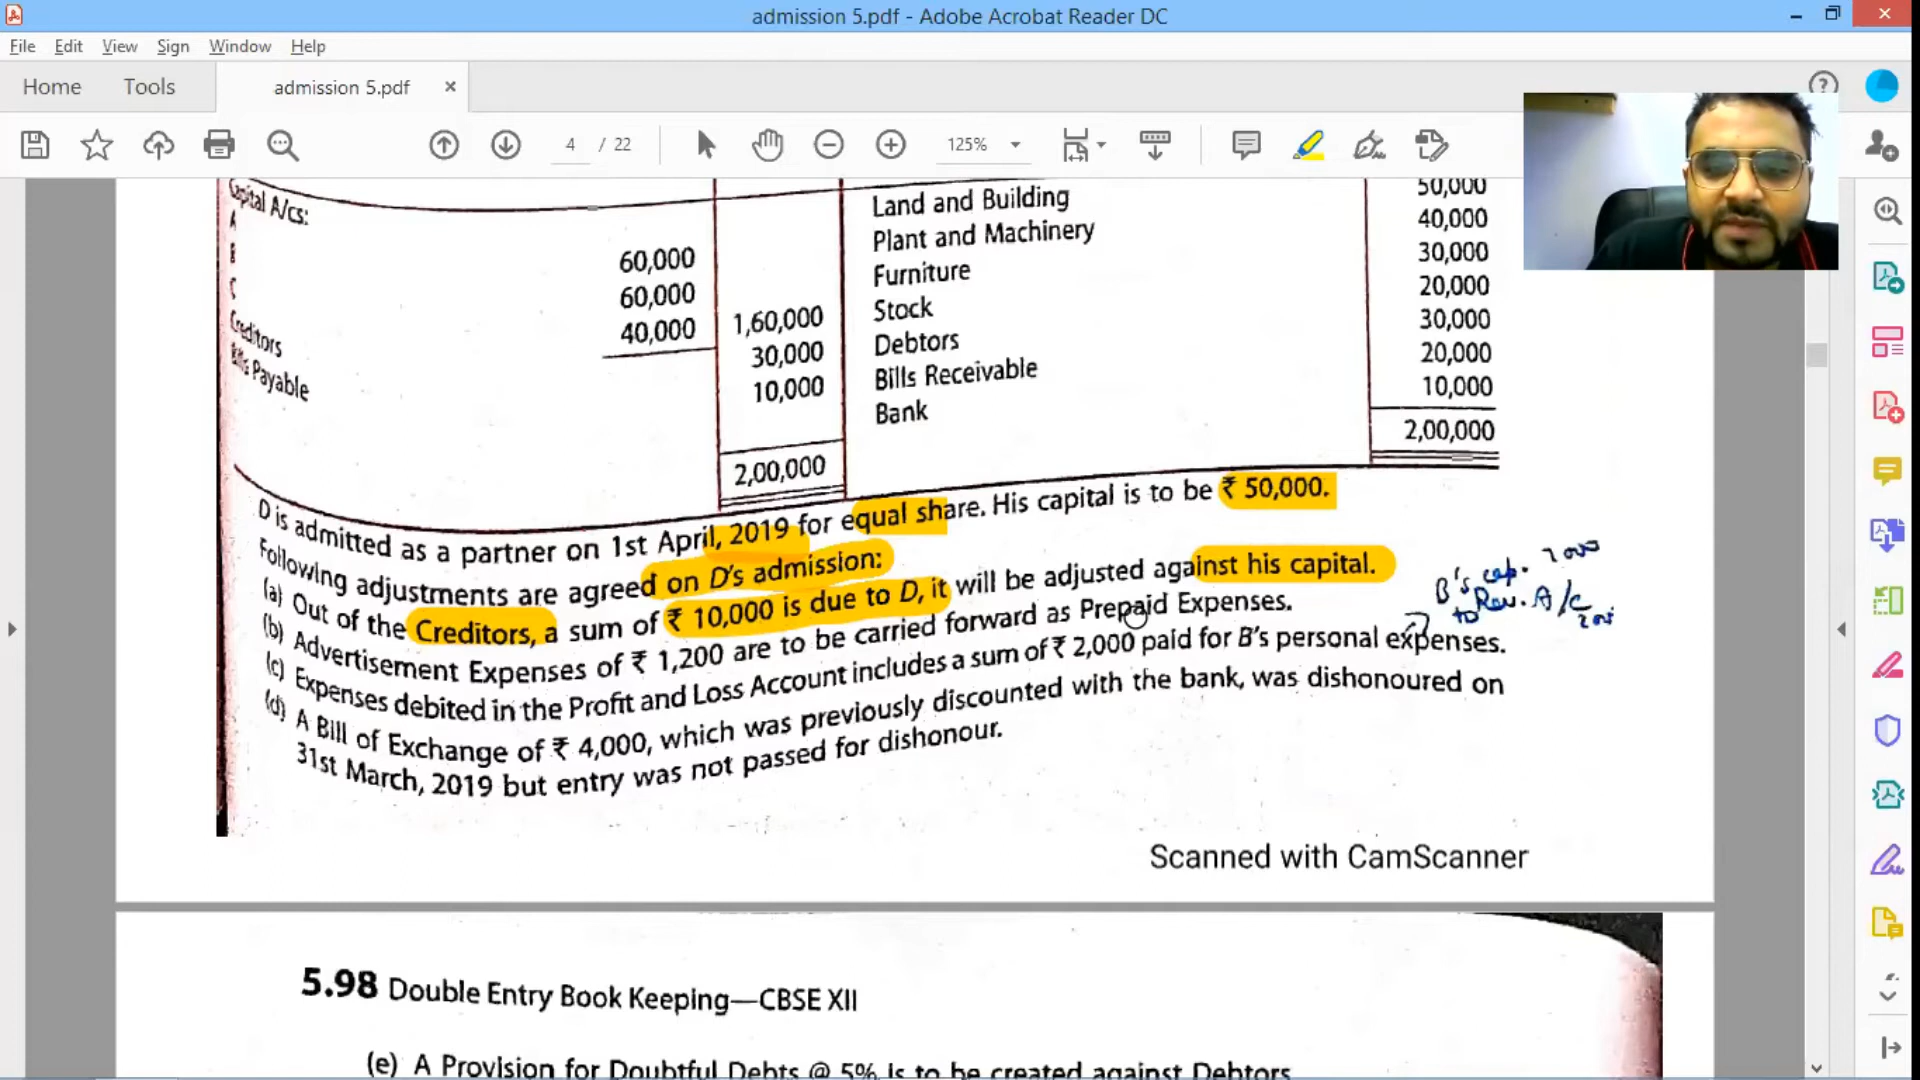 admission 5.pdf - Adobe Acrobat Reader DC
File Edit View Sign Window Help
Home Tools admission 5.pdf
4 / 22 125%
Capital A/cs:
A 60,000
B 60,000
C 40,000 1,60,000
Creditors 30,000
Bills Payable 10,000
2,00,000
50,000
Land and Building 40,000
Plant and Machinery 30,000
Furniture 20,000
Stock 30,000
Debtors 20,000
Bills Receivable 10,000
Bank
2,00,000
D is admitted as a partner on 1st April, 2019 for equal share. His capital is to be ₹ 50,000.
Following adjustments are agreed on D's admission:
(a) Out of the Creditors, a sum of ₹ 10,000 is due to D, it will be adjusted against his capital.
(b) Advertisement Expenses of ₹ 1,200 are to be carried forward as Prepaid Expenses.
(c) Expenses debited in the Profit and Loss Account includes a sum of ₹ 2,000 paid for B's personal expenses.
(d) A Bill of Exchange of ₹ 4,000, which was previously discounted with the bank, was dishonoured on
31st March, 2019 but entry was not passed for dishonour.
B's cap. 2000
to Rev. A/c
Scanned with CamScanner
5.98 Double Entry Book Keeping—CBSE XII
(e) A Provision for Doubtful Debts @ 5% is to be created against Debtors